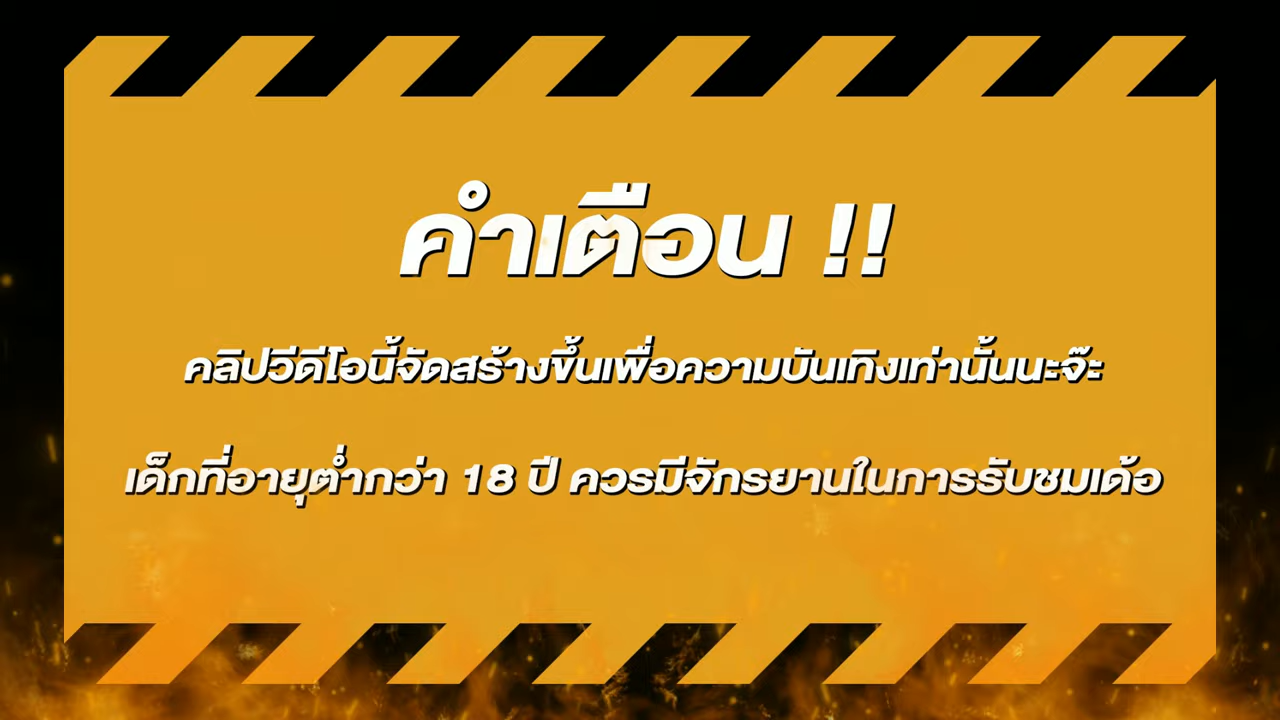 คำเตือน !!
คลิปวีดีโอนี้จัดสร้างขึ้นเพื่อความบันเทิงเท่านั้นนะจ๊ะ
เด็กที่อายุต่ำกว่า 18 ปี ควรมีจักรยานในการรับชมเด้อ